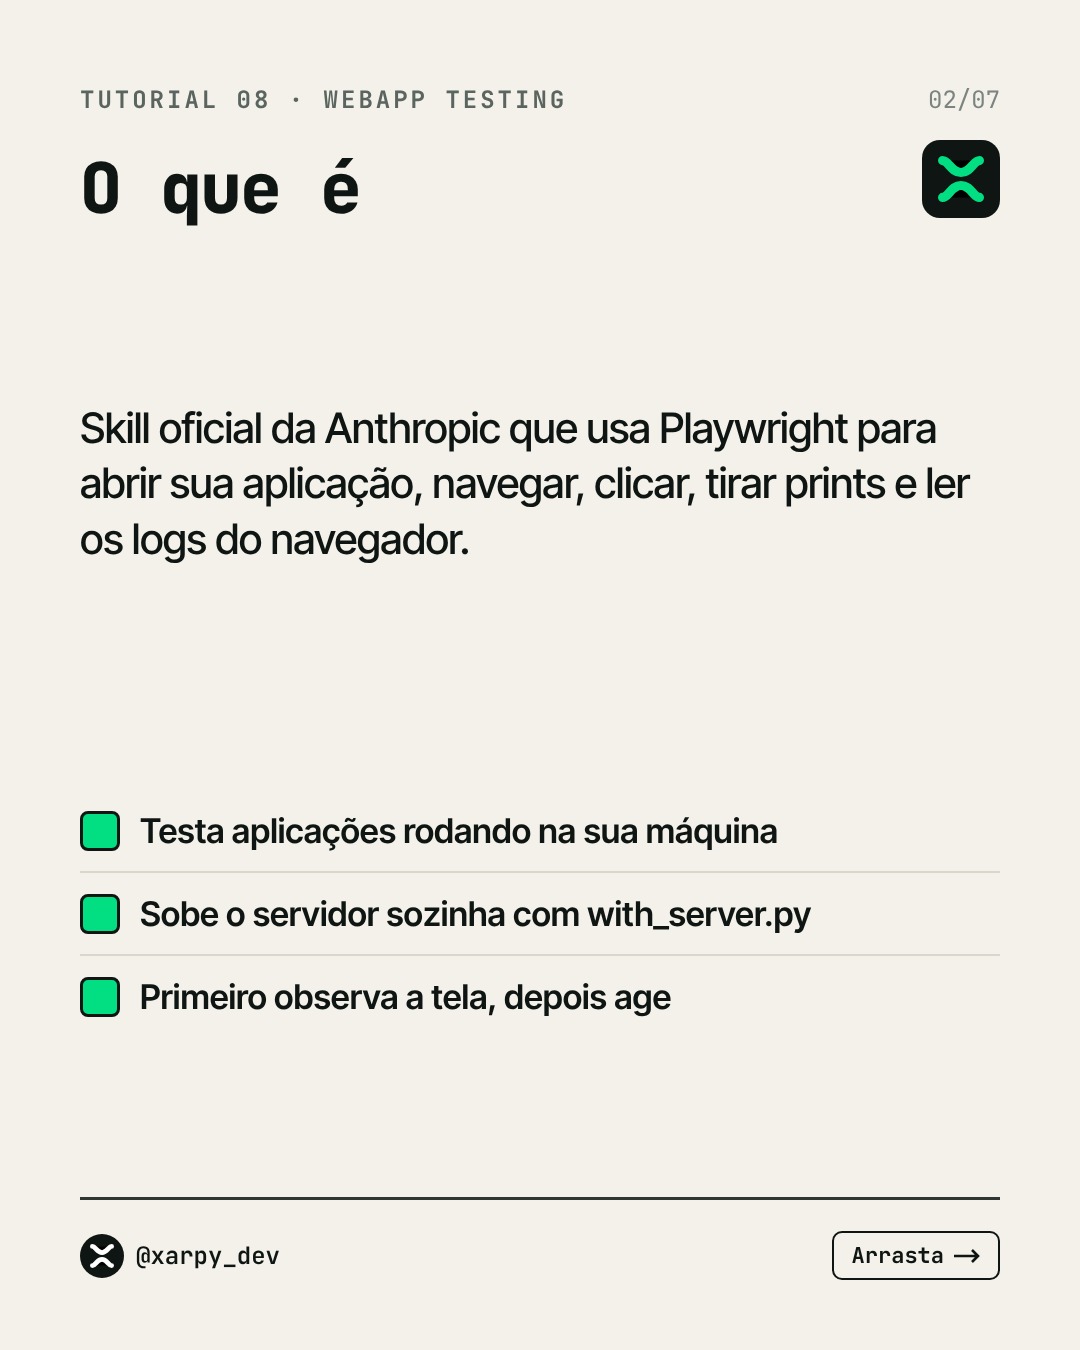 TUTORIAL 08 · WEBAPP TESTING
02/07
O que é
Skill oficial da Anthropic que usa Playwright para
abrir sua aplicação, navegar, clicar, tirar prints e ler
os logs do navegador.
Testa aplicações rodando na sua máquina
Sobe o servidor sozinha com with_server.py
Primeiro observa a tela, depois age
@xarpy_dev
Arrasta →